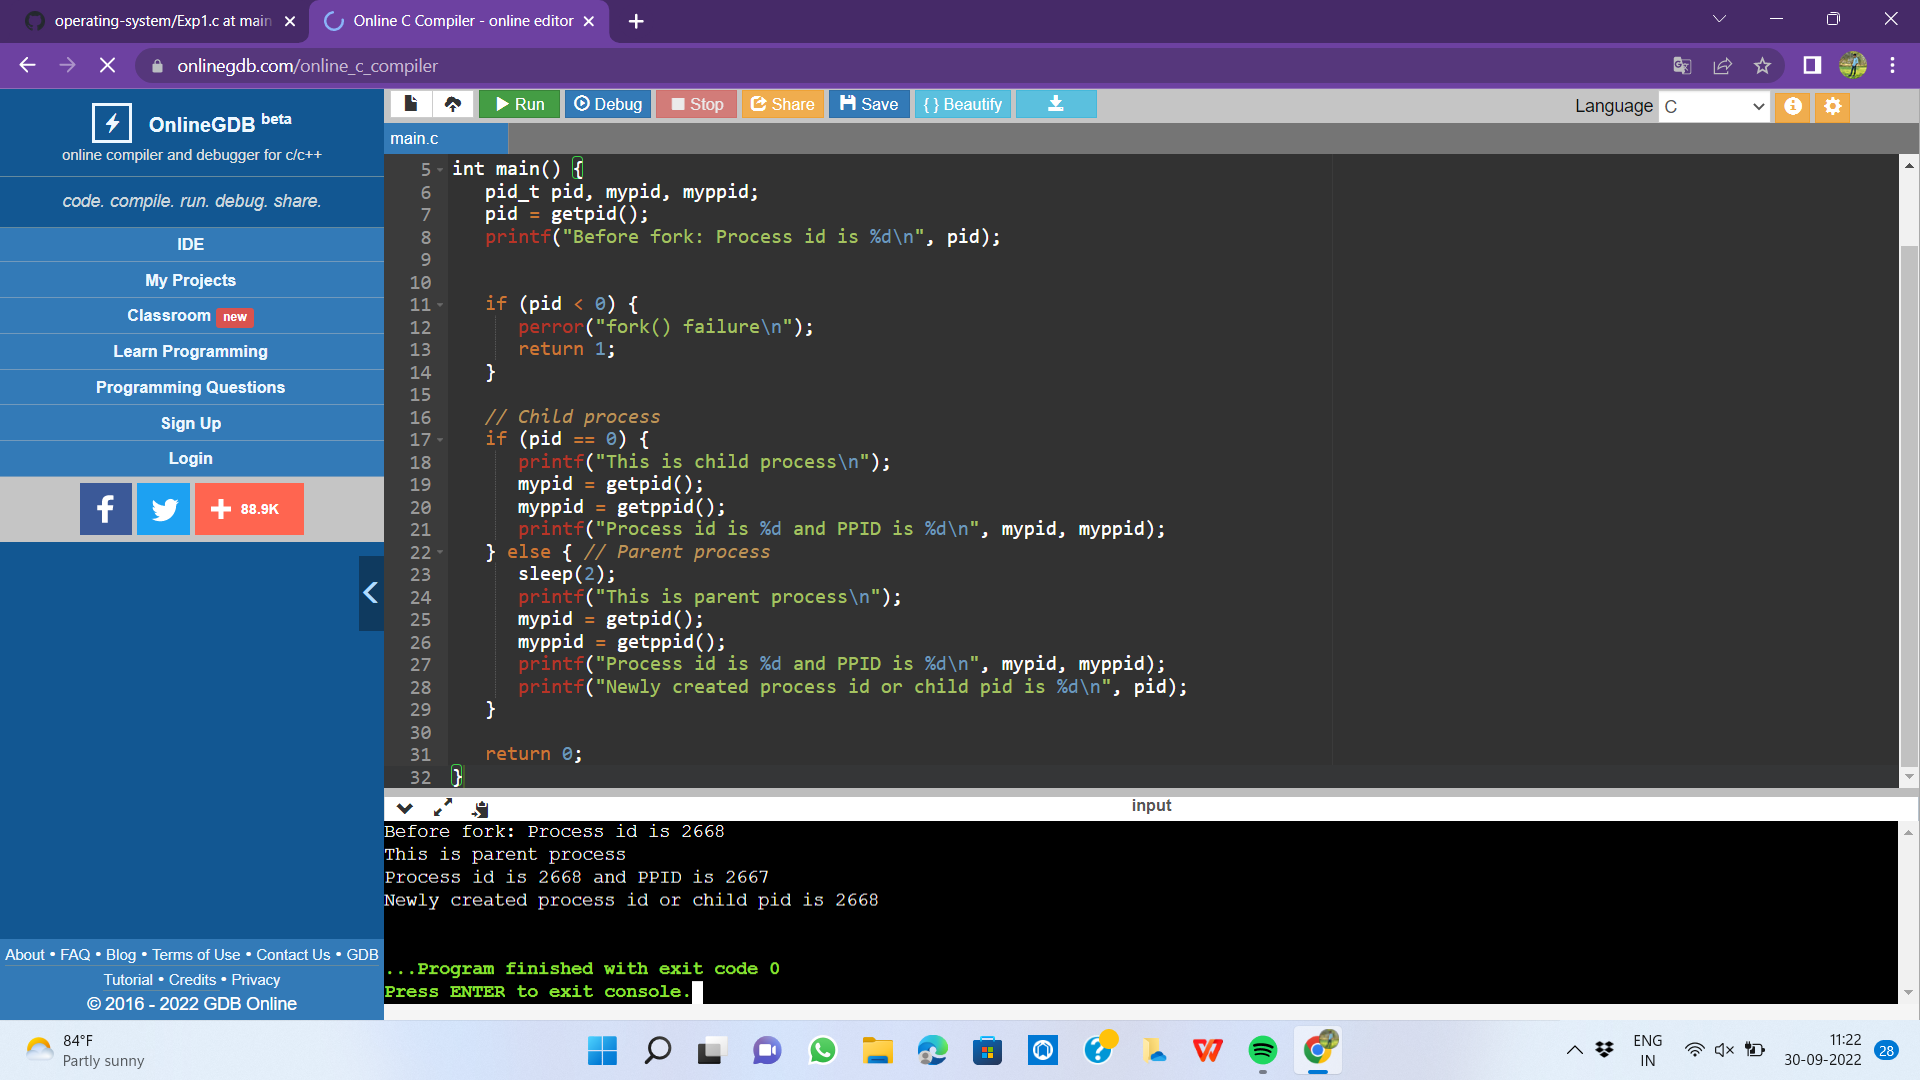 operating-system/Exp1.c at main
Online C Compiler - online editor
onlinegdb.com/online_c_compiler
OnlineGDB beta
online compiler and debugger for c/c++
code. compile. run. debug. share.
IDE
My Projects
Classroom new
Learn Programming
Programming Questions
Sign Up
Login
88.9K
About • FAQ • Blog • Terms of Use • Contact Us • GDB
Tutorial • Credits • Privacy
© 2016 - 2022 GDB Online
Run Debug Stop Share Save { } Beautify
Language C
main.c
5 int main() {
6 pid_t pid, mypid, myppid;
7 pid = getpid();
8 printf("Before fork: Process id is %d\n", pid);
9
10
11 if (pid < 0) {
12 perror("fork() failure\n");
13 return 1;
14 }
15
16 // Child process
17 if (pid == 0) {
18 printf("This is child process\n");
19 mypid = getpid();
20 myppid = getppid();
21 printf("Process id is %d and PPID is %d\n", mypid, myppid);
22 } else { // Parent process
23 sleep(2);
24 printf("This is parent process\n");
25 mypid = getpid();
26 myppid = getppid();
27 printf("Process id is %d and PPID is %d\n", mypid, myppid);
28 printf("Newly created process id or child pid is %d\n", pid);
29 }
30
31 return 0;
32 }
input
Before fork: Process id is 2668
This is parent process
Process id is 2668 and PPID is 2667
Newly created process id or child pid is 2668
...Program finished with exit code 0
Press ENTER to exit console.
84°F
Partly sunny
ENG
IN
11:22
30-09-2022
28